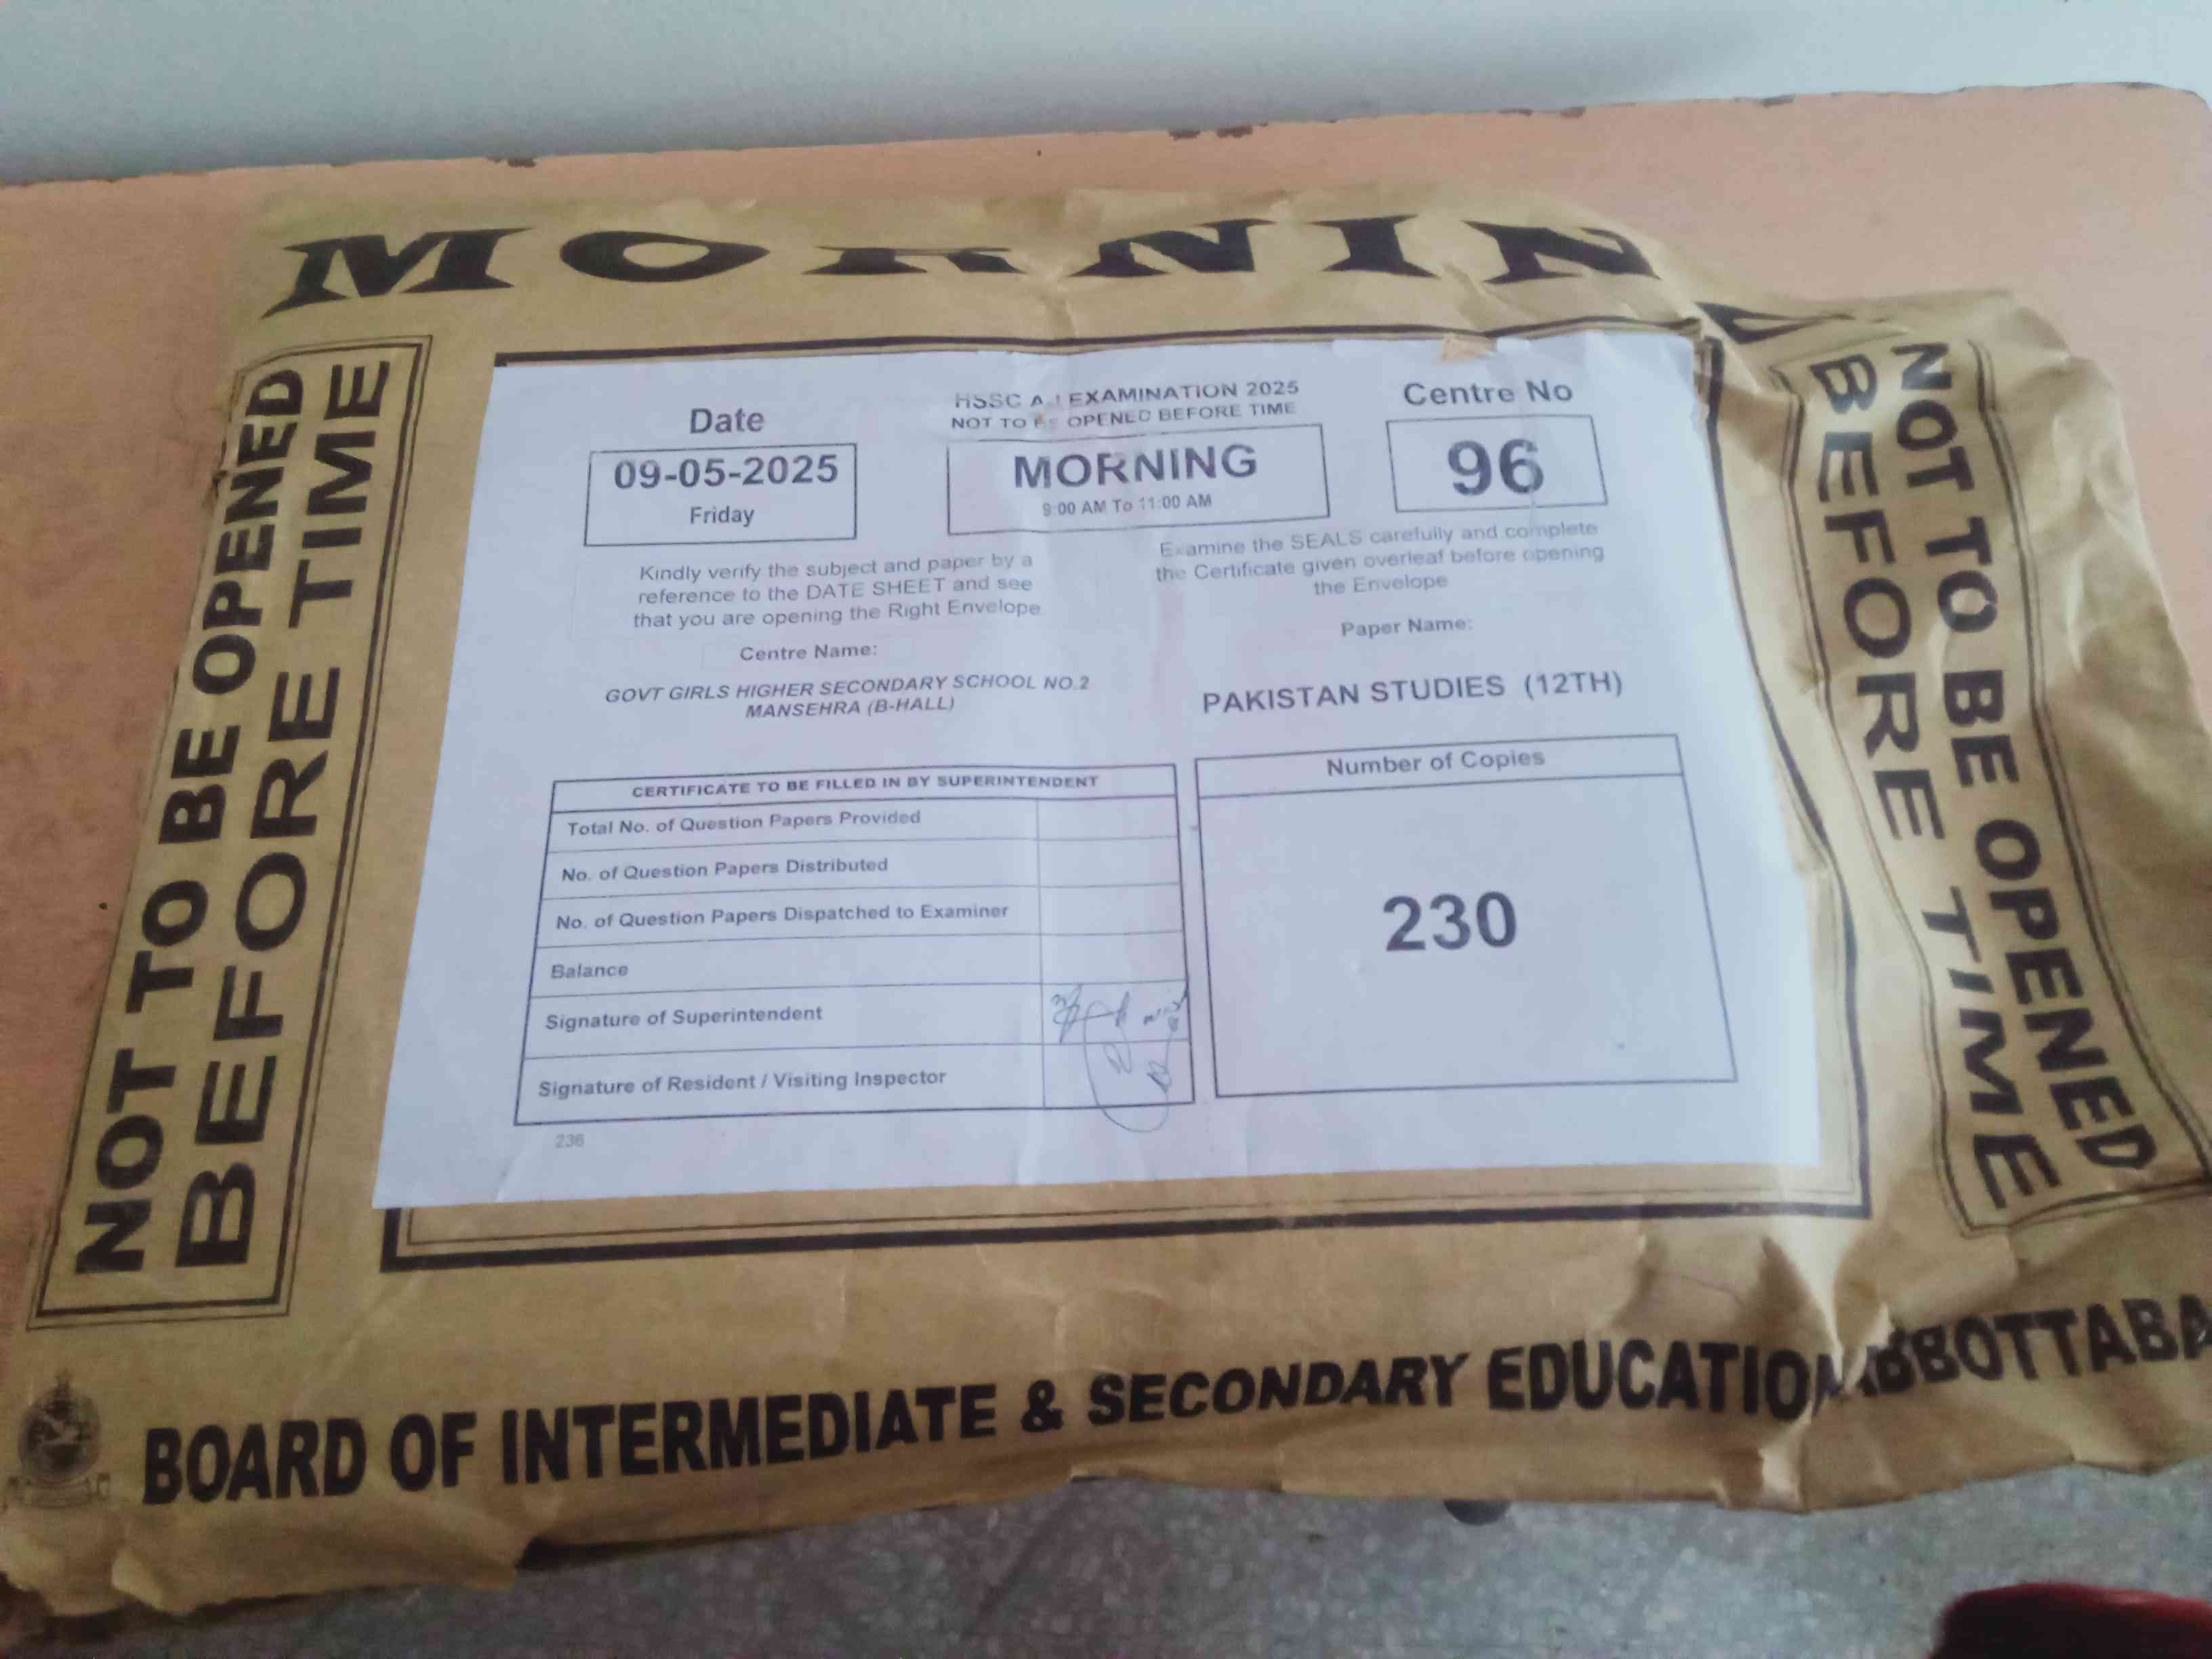 MORNIN
NOT TO BE OPENED
BEFORE TIME
Date
09-05-2025
Friday
HSSC A-I EXAMINATION 2025
NOT TO BE OPENED BEFORE TIME
MORNING
9:00 AM To 11:00 AM
Centre No
96
Kindly verify the subject and paper by a
reference to the DATE SHEET and see
that you are opening the Right Envelope
Examine the SEALS carefully and complete
the Certificate given overleaf before opening
the Envelope
Centre Name:
GOVT GIRLS HIGHER SECONDARY SCHOOL NO.2
MANSEHRA (B-HALL)
Paper Name:
PAKISTAN STUDIES (12TH)
CERTIFICATE TO BE FILLED IN BY SUPERINTENDENT
Total No. of Question Papers Provided
No. of Question Papers Distributed
No. of Question Papers Dispatched to Examiner
Balance
Signature of Superintendent
Signature of Resident / Visiting Inspector
Number of Copies
230
236
NOT TO BE OPENED
BEFORE TIME
BOARD OF INTERMEDIATE & SECONDARY EDUCATION ABBOTTABA